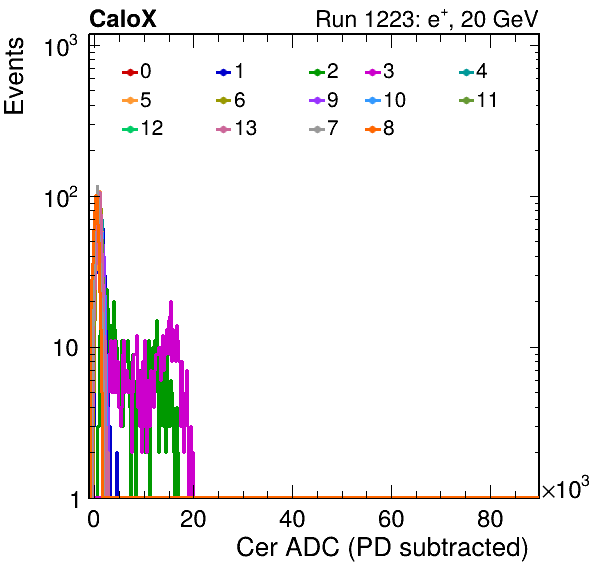 CaloX Run 1223: e⁺, 20 GeV
Events
10³
0 1 2 3 4
5 6 9 10 11
12 13 7 8
10²
10
1
0 20 40 60 80 ×10³
Cer ADC (PD subtracted)